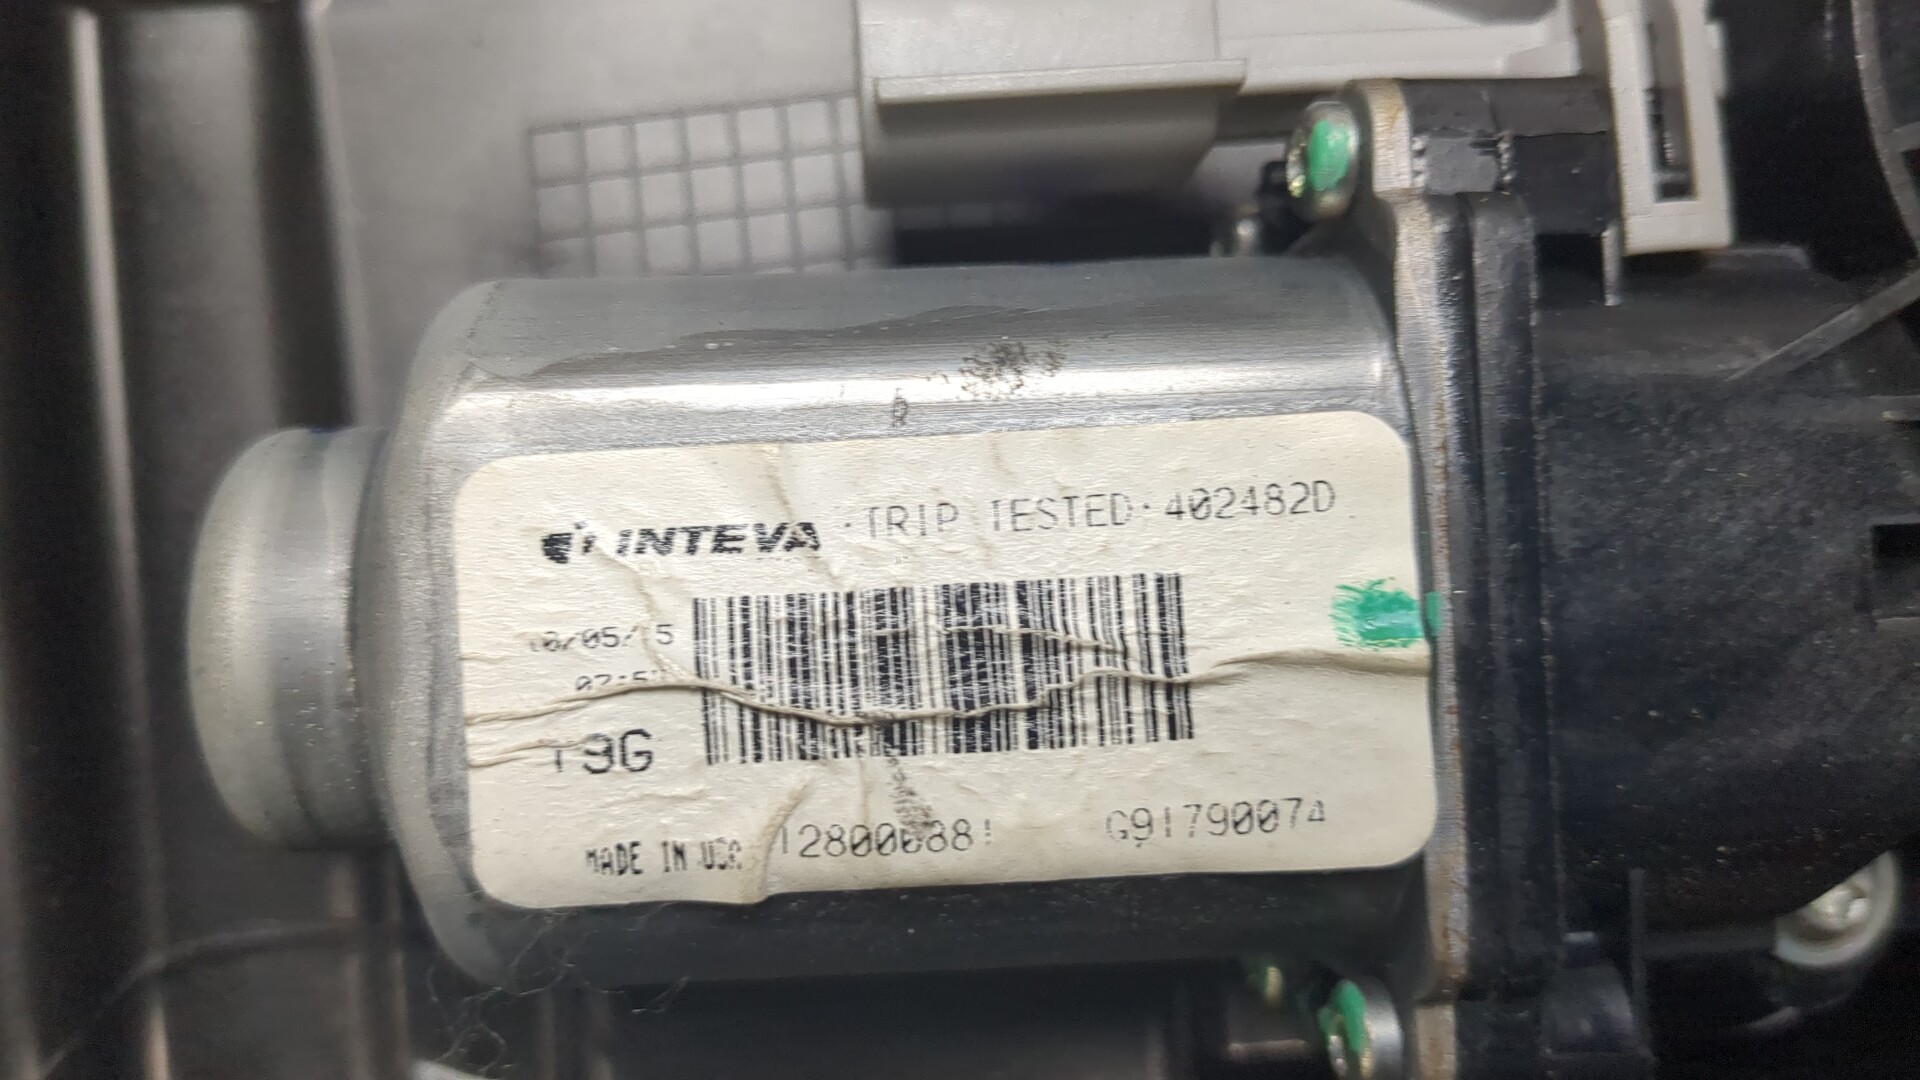 INTEVA ·TRIP TESTED·402482D
T9G
MADE IN USA G91790074